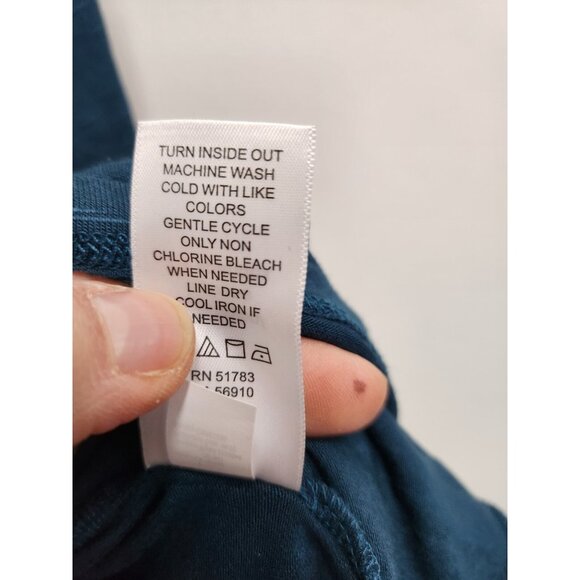 TURN INSIDE OUT
MACHINE WASH
COLD WITH LIKE
COLORS
GENTLE CYCLE
ONLY NON
CHLORINE BLEACH
WHEN NEEDED
LINE DRY
COOL IRON IF
NEEDED
RN 51783
56910